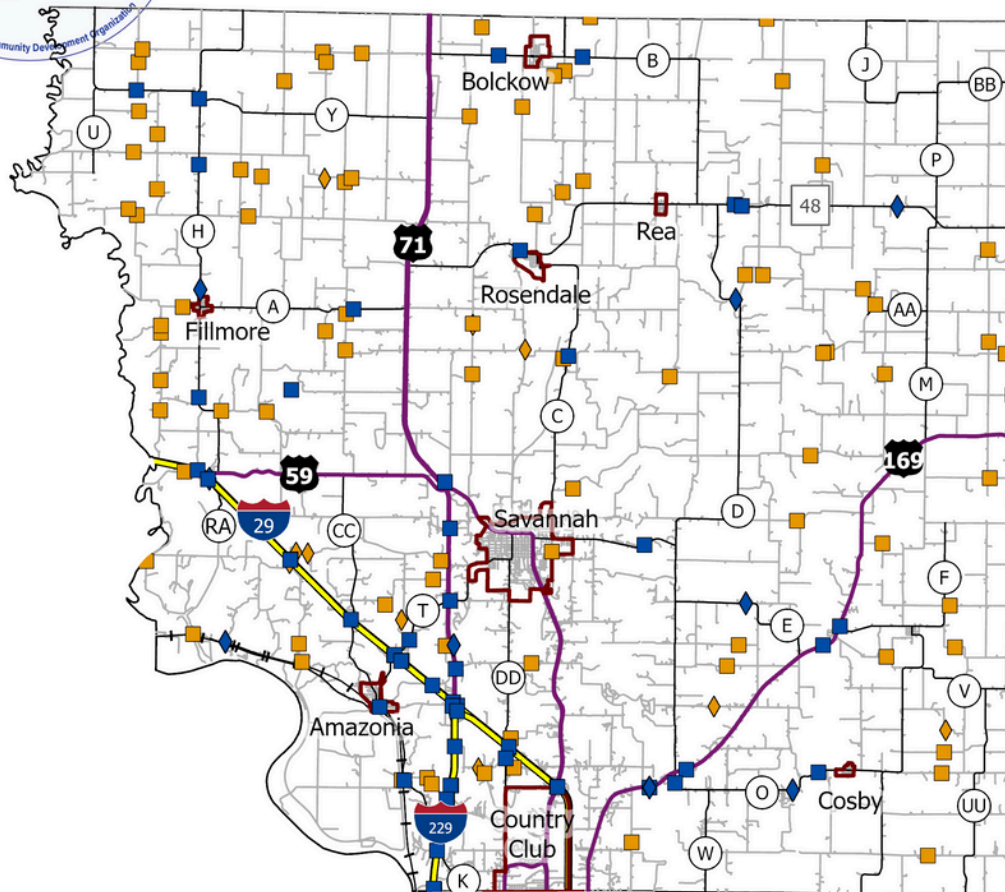 mmunity Development Organization
Bolckow
B
J
BB
Y
U
P
H
71
48
Rea
Rosendale
A
Fillmore
AA
M
C
169
59
D
RA
29
CC
Savannah
F
T
E
DD
V
Amazonia
O
Cosby
UU
229
Country
Club
W
K